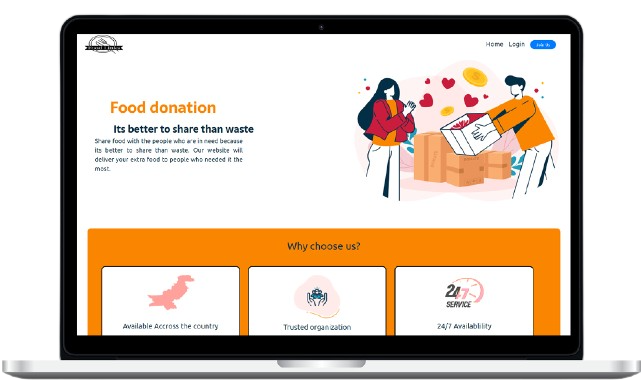 Home Login Join Us
Food donation
Its better to share than waste
Share food with the people who are in need because
its better to share than waste. Our website will
deliver your extra food to people who needed it the
most.
Why choose us?
24/7
SERVICE
Available Accross the country
Trusted organization
24/7 Availablility